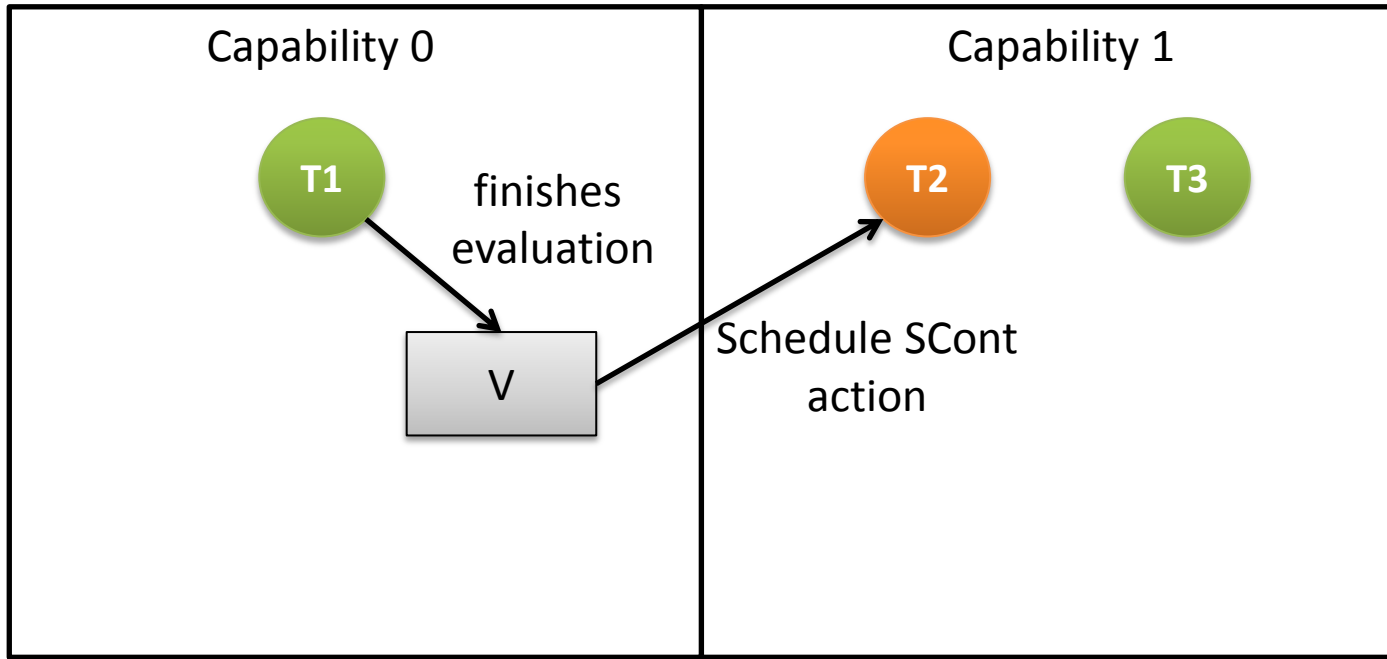 Capability 0
Capability 1
T1
T2
T3
finishes
evaluation
Schedule SCont
action
V